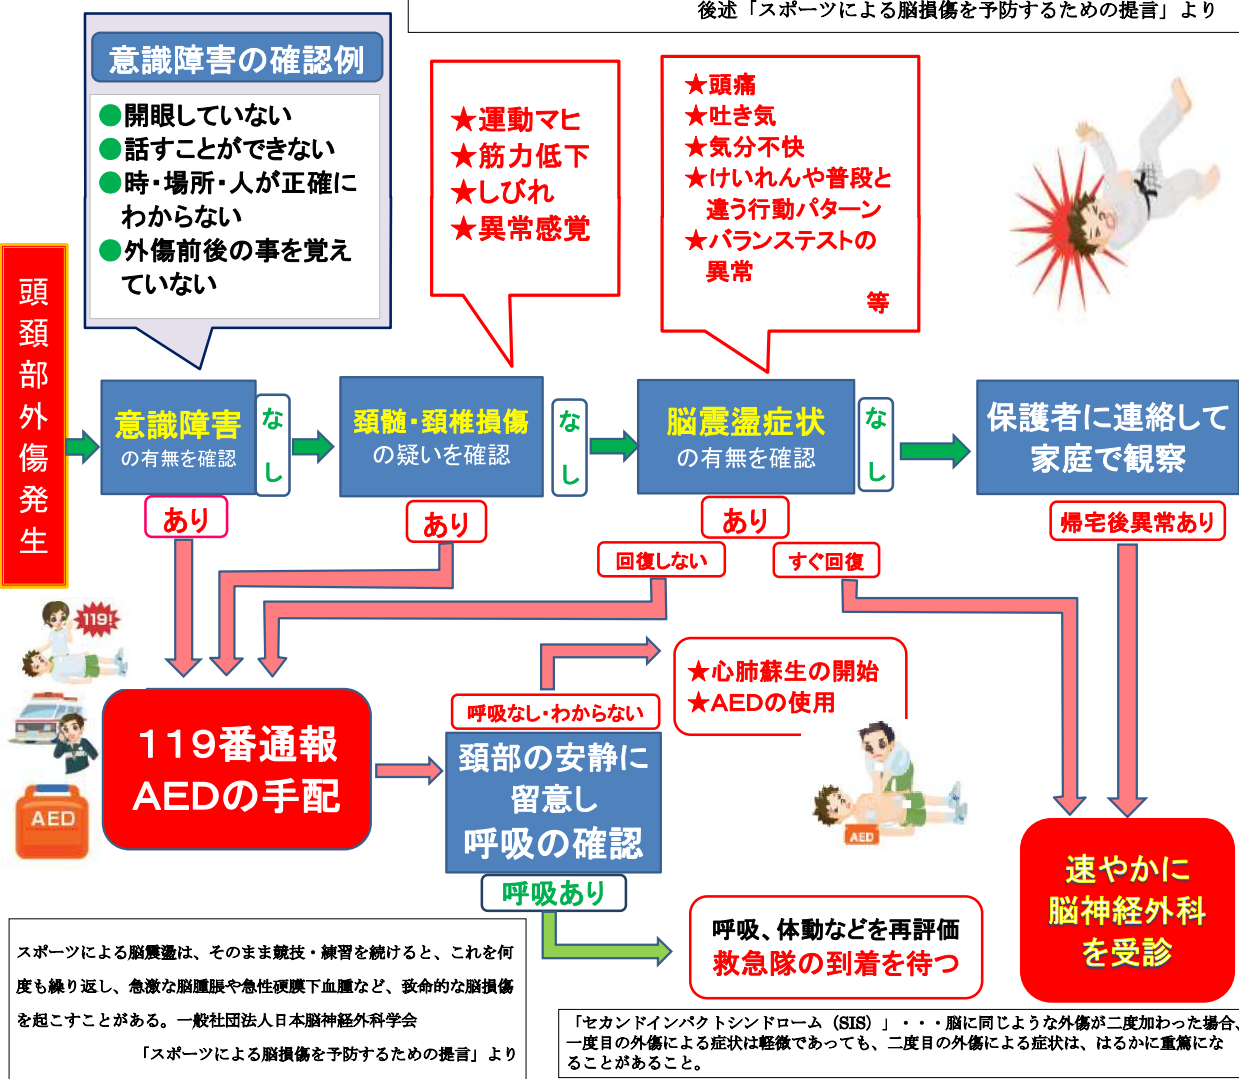 後述「スポーツによる脳損傷を予防するための提言」より
意識障害の確認例
●開眼していない
●話すことができない
●時・場所・人が正確に
わからない
●外傷前後の事を覚え
ていない
★運動マヒ
★筋力低下
★しびれ
★異常感覚
★頭痛
★吐き気
★気分不快
★けいれんや普段と
違う行動パターン
★バランステストの
異常
等
頭頚部外傷発生
意識障害
の有無を確認
なし
頚髄・頚椎損傷
の疑いを確認
なし
脳震盪症状
の有無を確認
なし
保護者に連絡して
家庭で観察
あり
あり
あり
帰宅後異常あり
回復しない
すぐ回復
119!
119番通報
AEDの手配
AED
呼吸なし・わからない
★心肺蘇生の開始
★AEDの使用
頚部の安静に
留意し
呼吸の確認
AED
呼吸あり
呼吸、体動などを再評価
救急隊の到着を待つ
速やかに
脳神経外科
を受診
スポーツによる脳震盪は、そのまま競技・練習を続けると、これを何
度も繰り返し、急激な脳腫脹や急性硬膜下血腫など、致命的な脳損傷
を起こすことがある。一般社団法人日本脳神経外科学会
「スポーツによる脳損傷を予防するための提言」より
「セカンドインパクトシンドローム（SIS）」・・・脳に同じような外傷が二度加わった場合、
一度目の外傷による症状は軽微であっても、二度目の外傷による症状は、はるかに重篤にな
ることがあること。